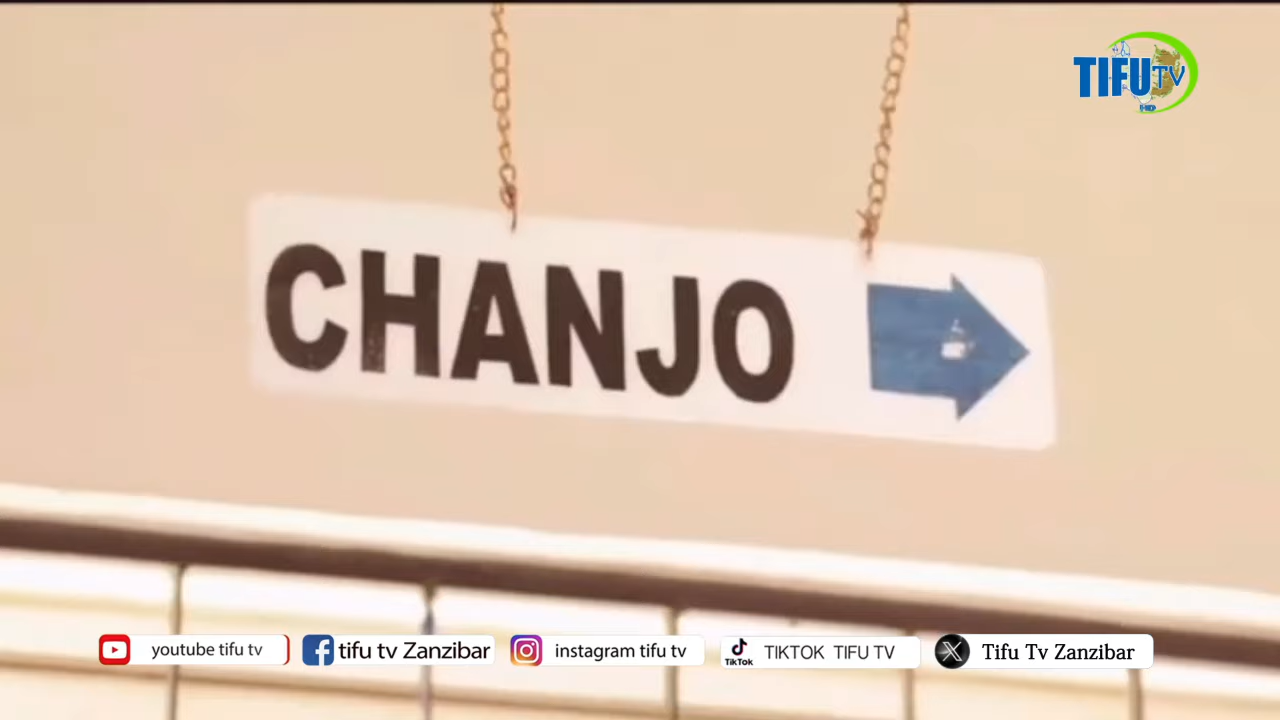 TIFU TV
CHANJO
youtube tifu tv
tifu tv Zanzibar
instagram tifu tv
TikTok
TIKTOK TIFU TV
Tifu Tv Zanzibar